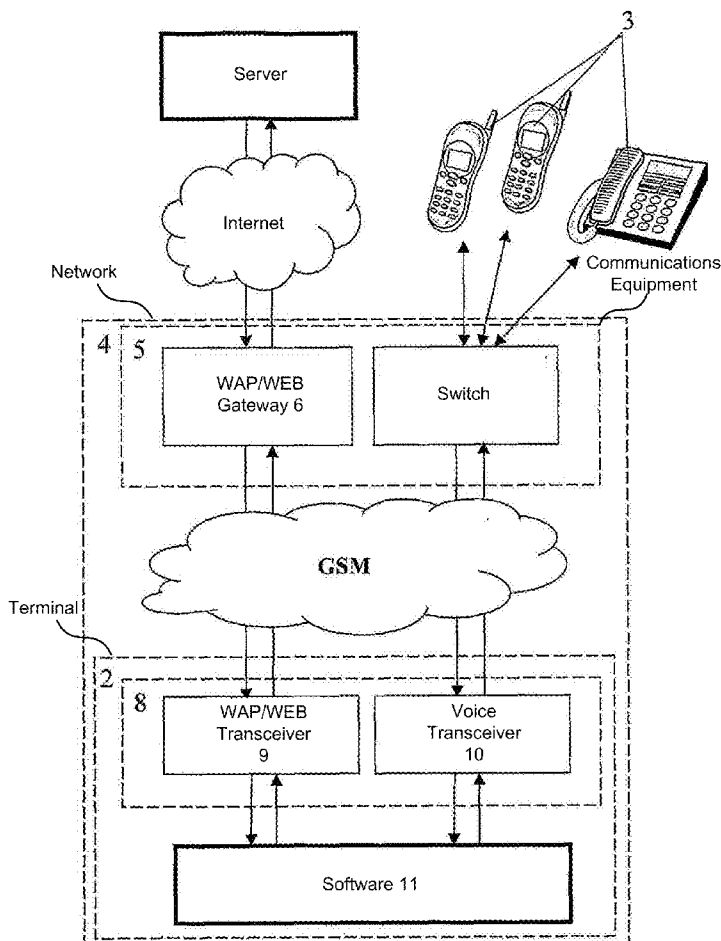 3
Server
Internet
Network
Communications
Equipment
4
5
WAP/WEB
Gateway 6
Switch
GSM
Terminal
2
8
WAP/WEB
Transceiver
9
Voice
Transceiver
10
Software 11